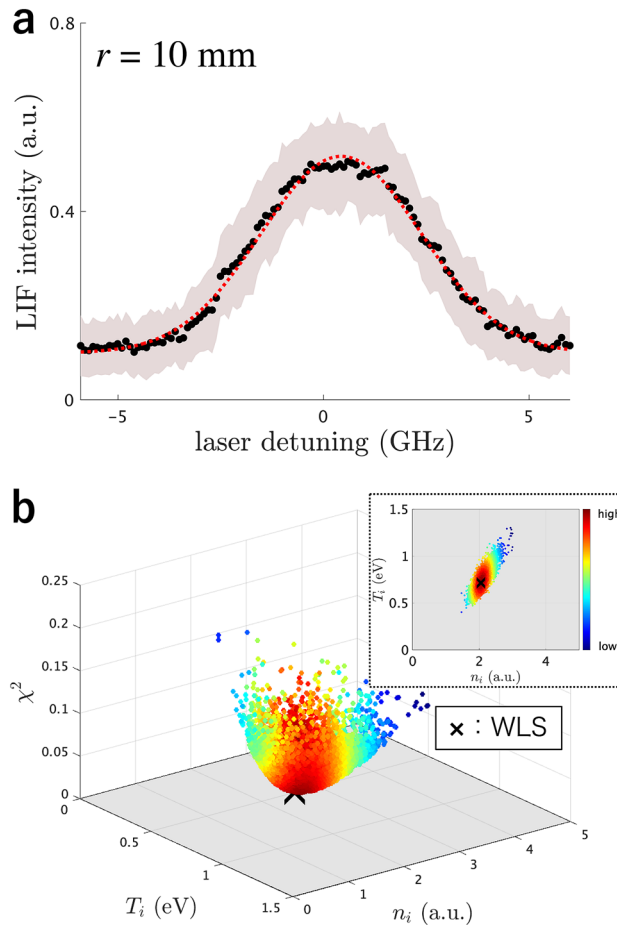 a
r = 10 mm
0.8
0.4
0
LIF intensity (a.u.)
-5 0 5
laser detuning (GHz)
b
high
low
1.5
1
0.5
0
T_i (eV)
0 2 4
n_i (a.u.)
0.25
0.2
0.15
0.1
0.05
0
χ²
× : WLS
0
0.5
1
1.5
T_i (eV)
0
1
2
3
4
5
n_i (a.u.)